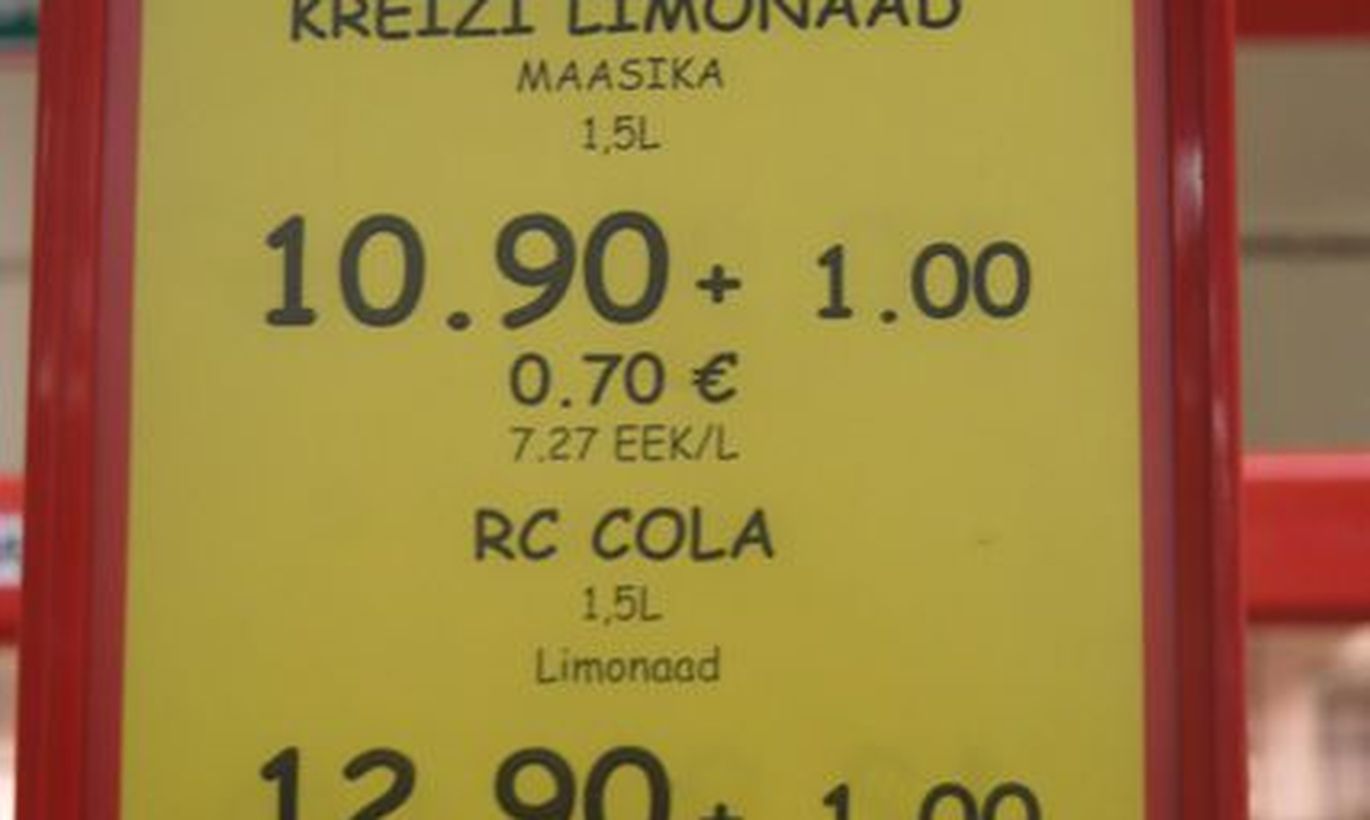 KREIZI LIMONAAD
MAASIKA
1,5L
10.90 + 1.00
0.70 €
7.27 EEK/L
RC COLA
1,5L
Limonaad
12.90 + 1.00